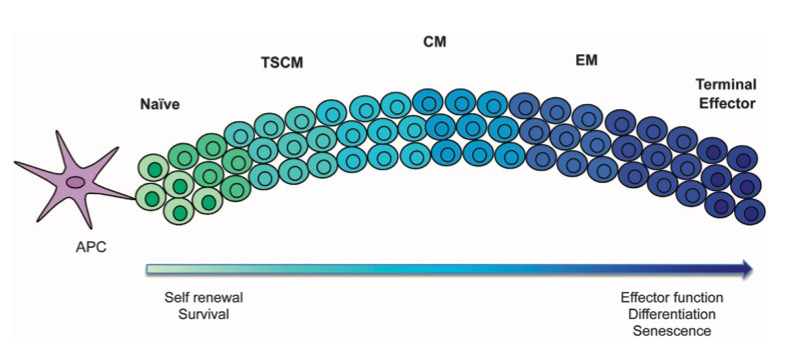 CM
TSCM
EM
Terminal
Effector
Naïve
APC
Self renewal
Survival
Effector function
Differentiation
Senescence